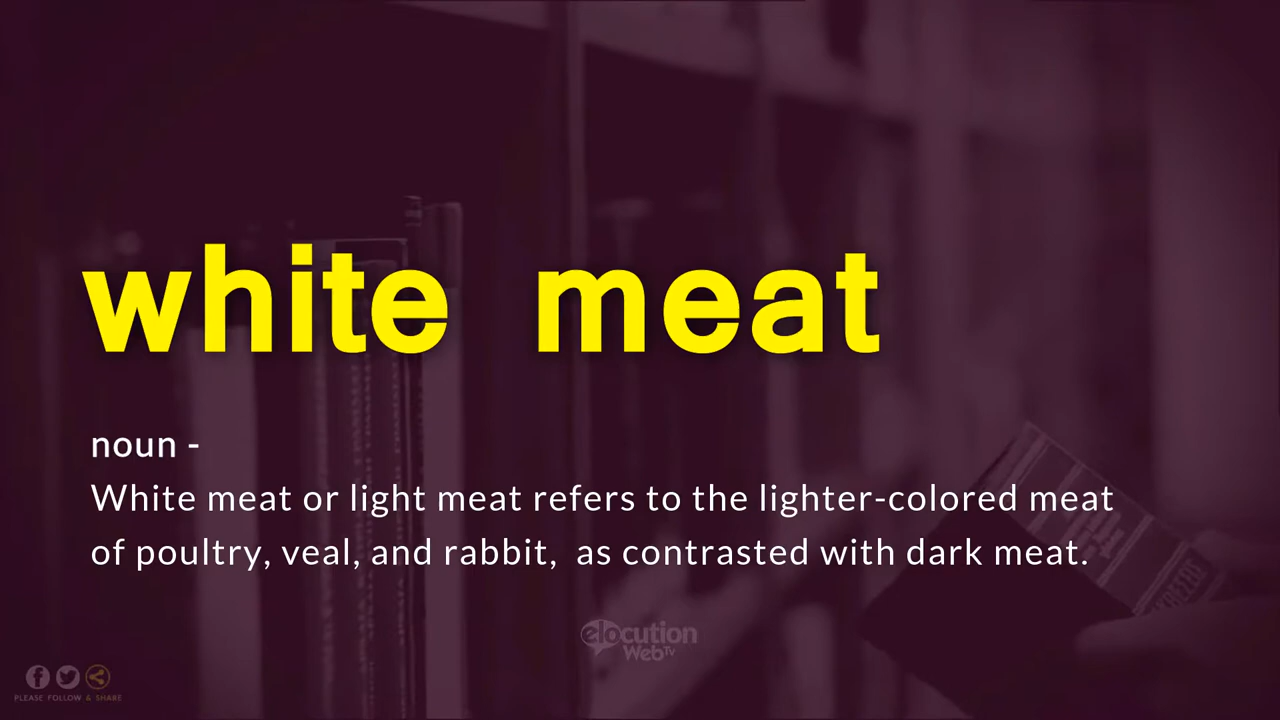 white meat
noun -
White meat or light meat refers to the lighter-colored meat
of poultry, veal, and rabbit, as contrasted with dark meat.
elocution
WebTv
PLEASE FOLLOW & SHARE